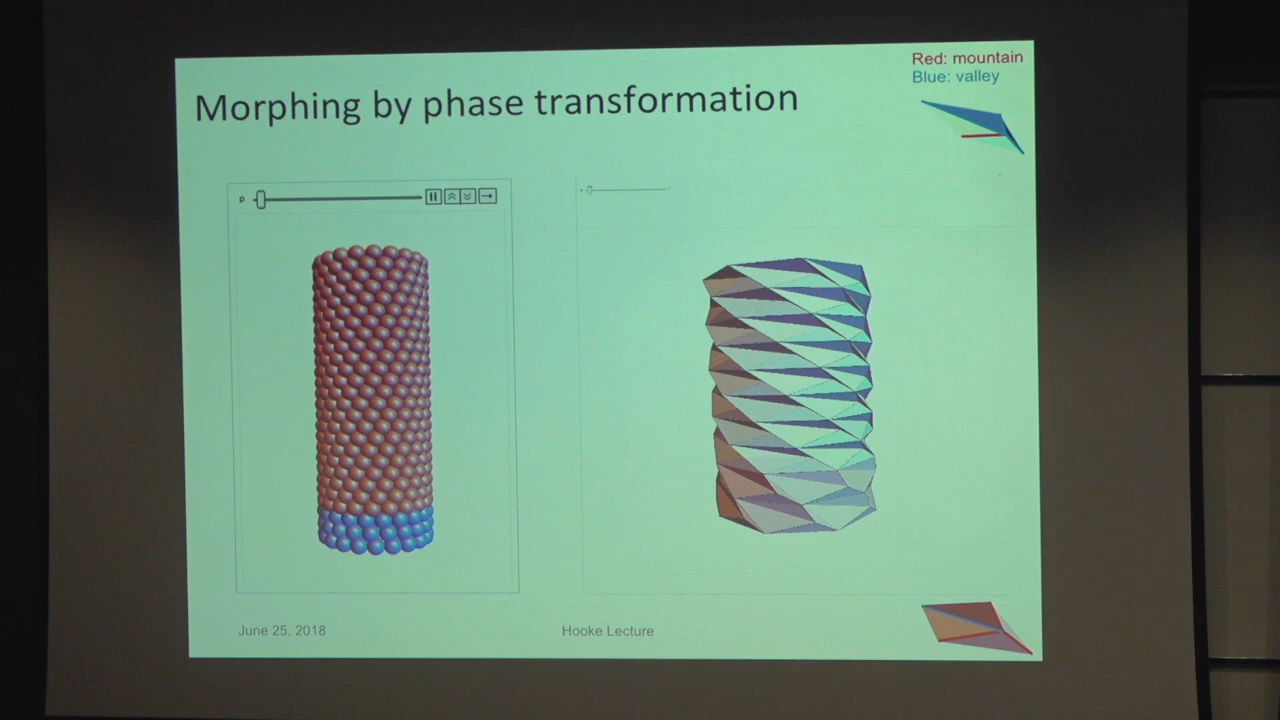 Red: mountain
Blue: valley
Morphing by phase transformation
p
June 25, 2018
Hooke Lecture